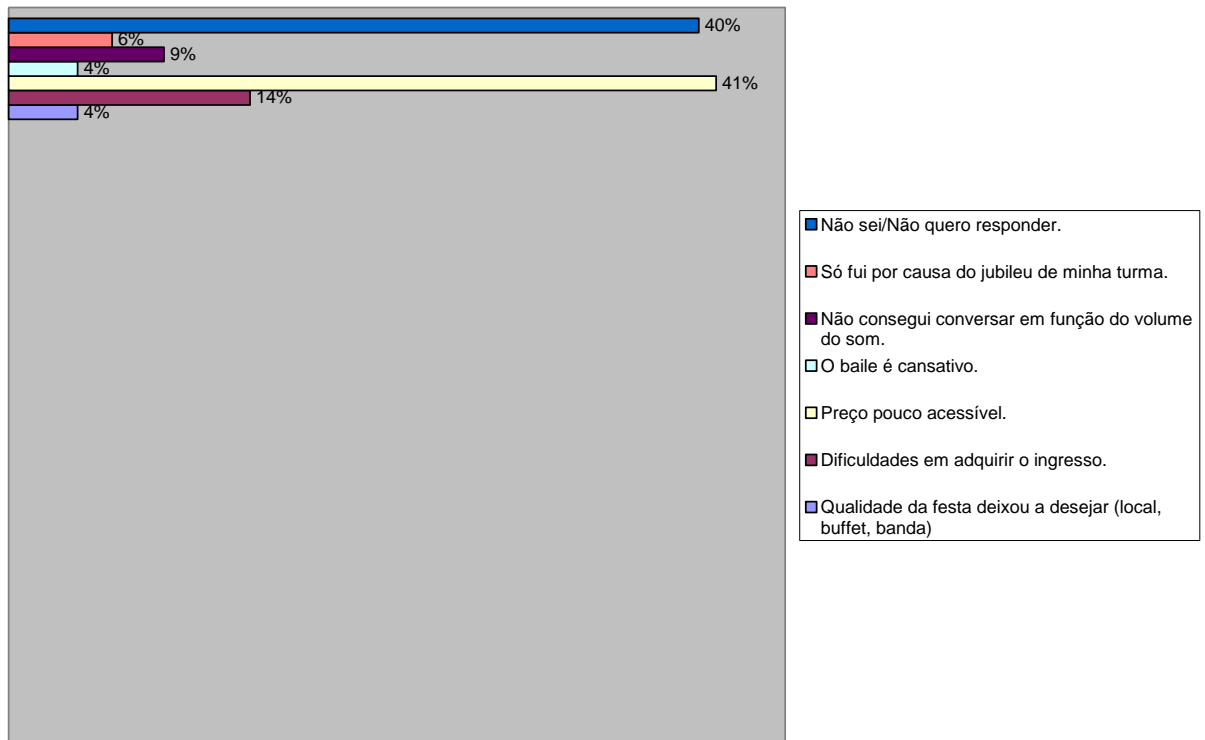 40%
6%
9%
4%
41%
14%
4%
Não sei/Não quero responder.
Só fui por causa do jubileu de minha turma.
Não consegui conversar em função do volume
do som.
O baile é cansativo.
Preço pouco acessível.
Dificuldades em adquirir o ingresso.
Qualidade da festa deixou a desejar (local,
buffet, banda)